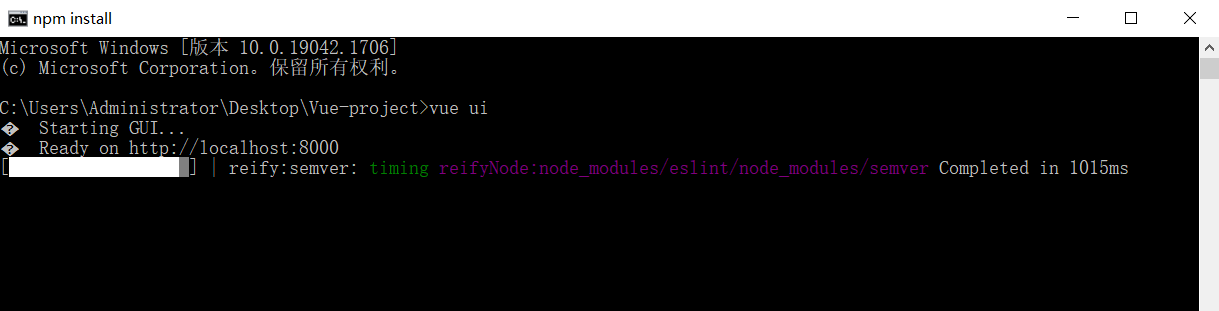 npm install
Microsoft Windows [版本 10.0.19042.1706]
(c) Microsoft Corporation。保留所有权利。
C:\Users\Administrator\Desktop\Vue-project>vue ui
� Starting GUI...
� Ready on http://localhost:8000
[ ] | reify:semver: timing reifyNode:node_modules/eslint/node_modules/semver Completed in 1015ms